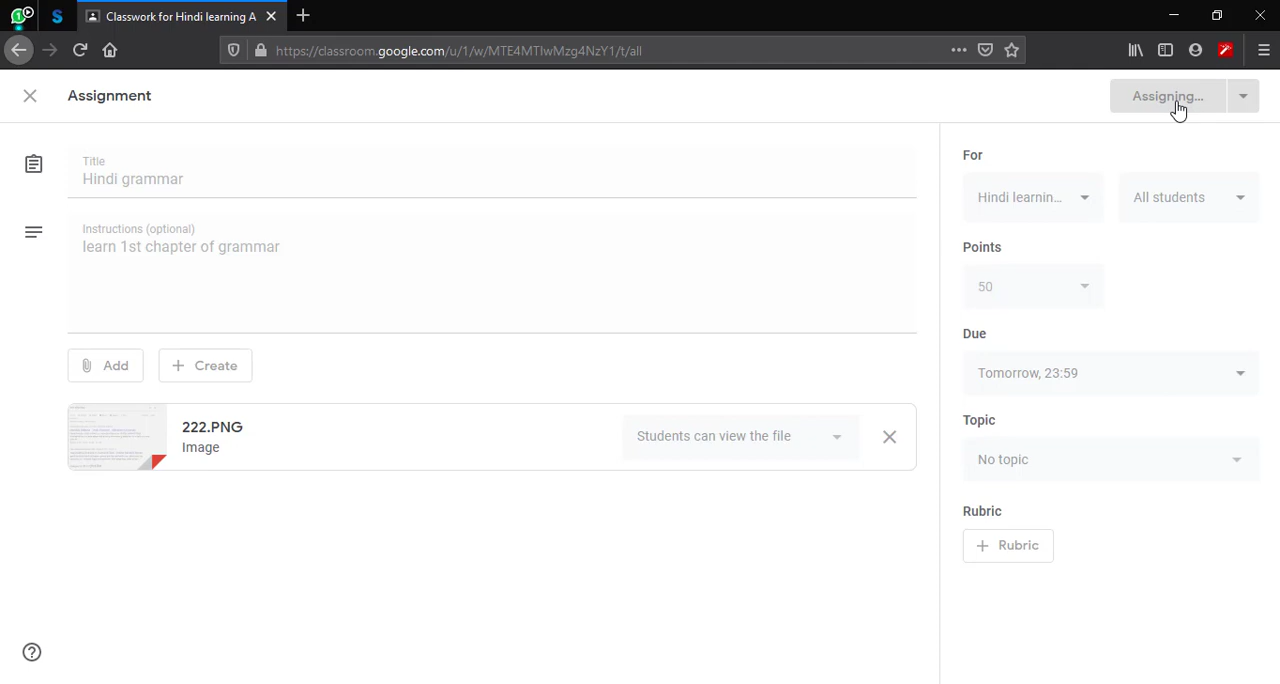 Classwork for Hindi learning A
https://classroom.google.com/u/1/w/MTE4MTIwMzg4NzY1/t/all
Assignment
Assigning...
Title
Hindi grammar
Instructions (optional)
learn 1st chapter of grammar
Add
Create
222.PNG
Image
Students can view the file
For
Hindi learnin...
All students
Points
50
Due
Tomorrow, 23:59
Topic
No topic
Rubric
Rubric